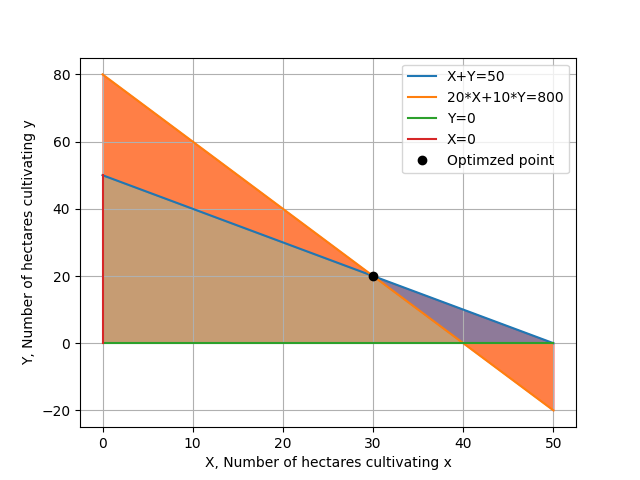 X+Y=50
20*X+10*Y=800
Y=0
X=0
Optimzed point
Y, Number of hectares cultivating y
80
60
40
20
0
−20
0 10 20 30 40 50
X, Number of hectares cultivating x